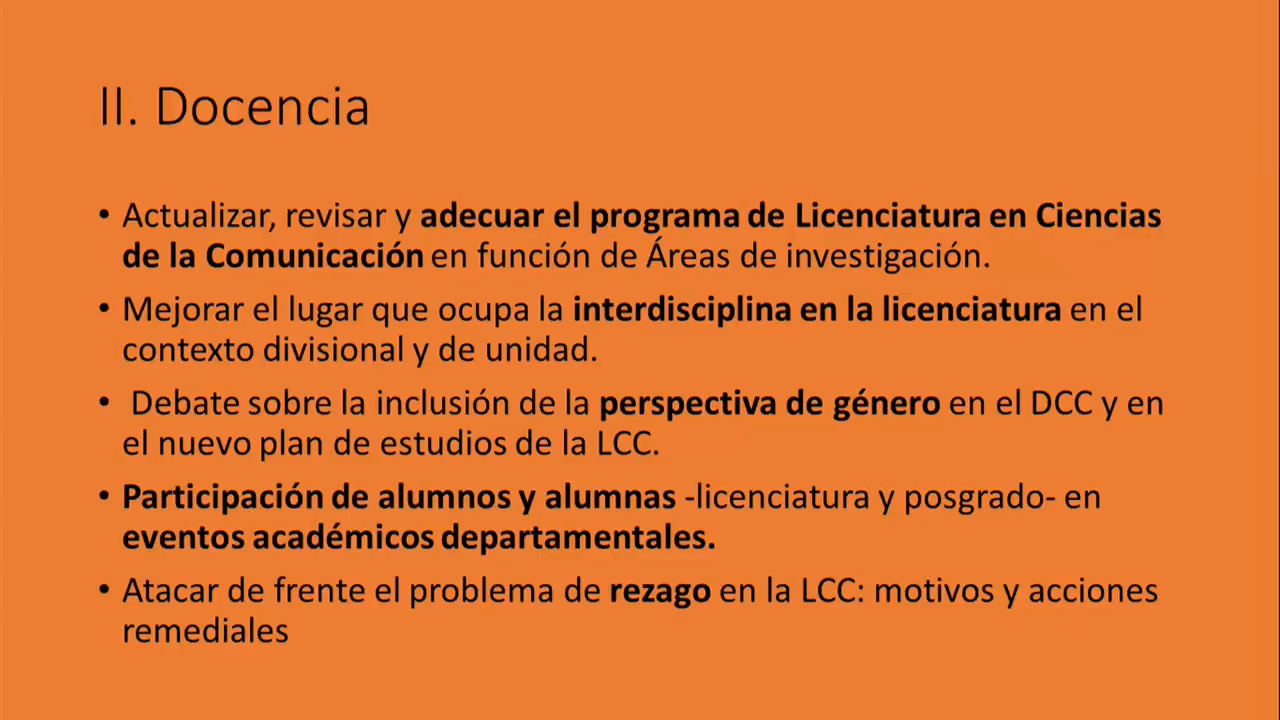 II. Docencia
• Actualizar, revisar y adecuar el programa de Licenciatura en Ciencias
de la Comunicación en función de Áreas de investigación.
• Mejorar el lugar que ocupa la interdisciplina en la licenciatura en el
contexto divisional y de unidad.
• Debate sobre la inclusión de la perspectiva de género en el DCC y en
el nuevo plan de estudios de la LCC.
• Participación de alumnos y alumnas -licenciatura y posgrado- en
eventos académicos departamentales.
• Atacar de frente el problema de rezago en la LCC: motivos y acciones
remediales